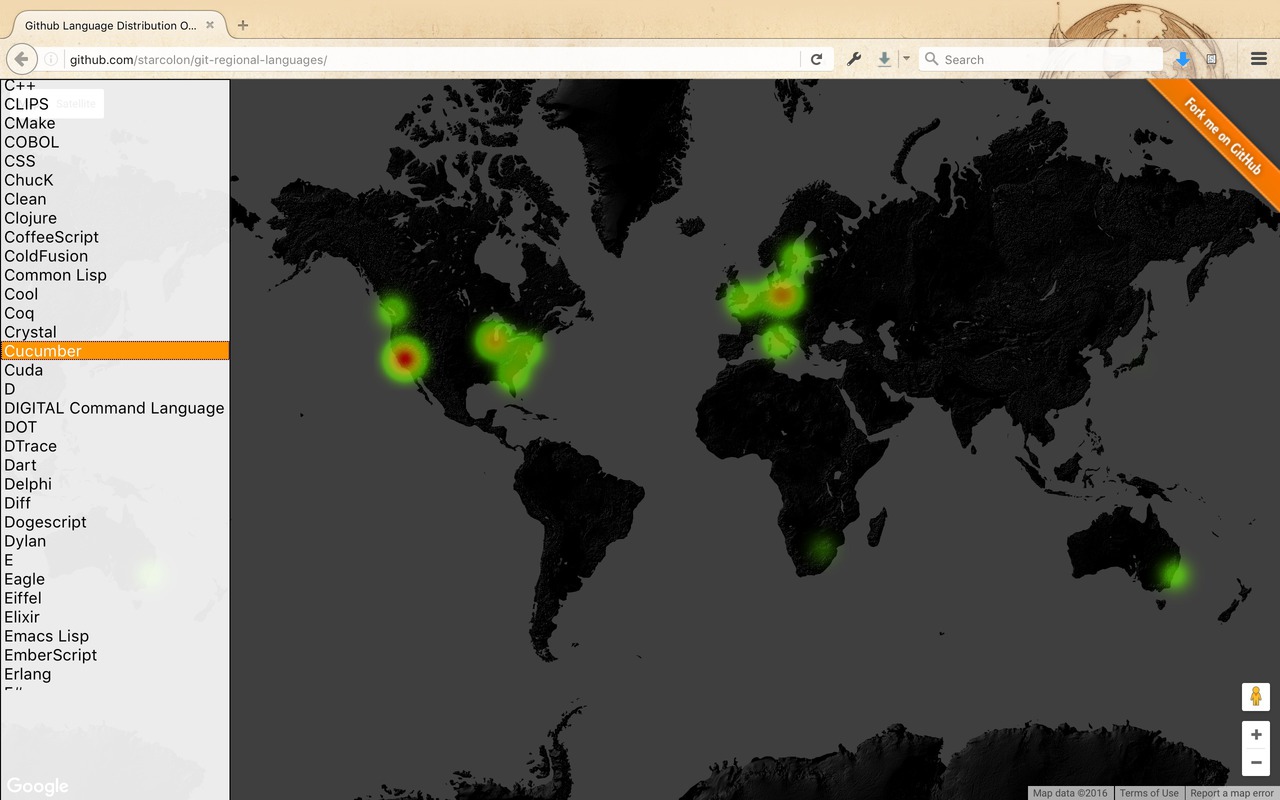 Github Language Distribution O...
github.com/starcolon/git-regional-languages/
Search
C++
Satellite
CLIPS
CMake
COBOL
CSS
ChucK
Clean
Clojure
CoffeeScript
ColdFusion
Common Lisp
Cool
Coq
Crystal
Cucumber
Cuda
D
DIGITAL Command Language
DOT
DTrace
Dart
Delphi
Diff
Dogescript
Dylan
E
Eagle
Eiffel
Elixir
Emacs Lisp
EmberScript
Erlang
Fork me on GitHub
Google
Map data ©2016
Terms of Use
Report a map error